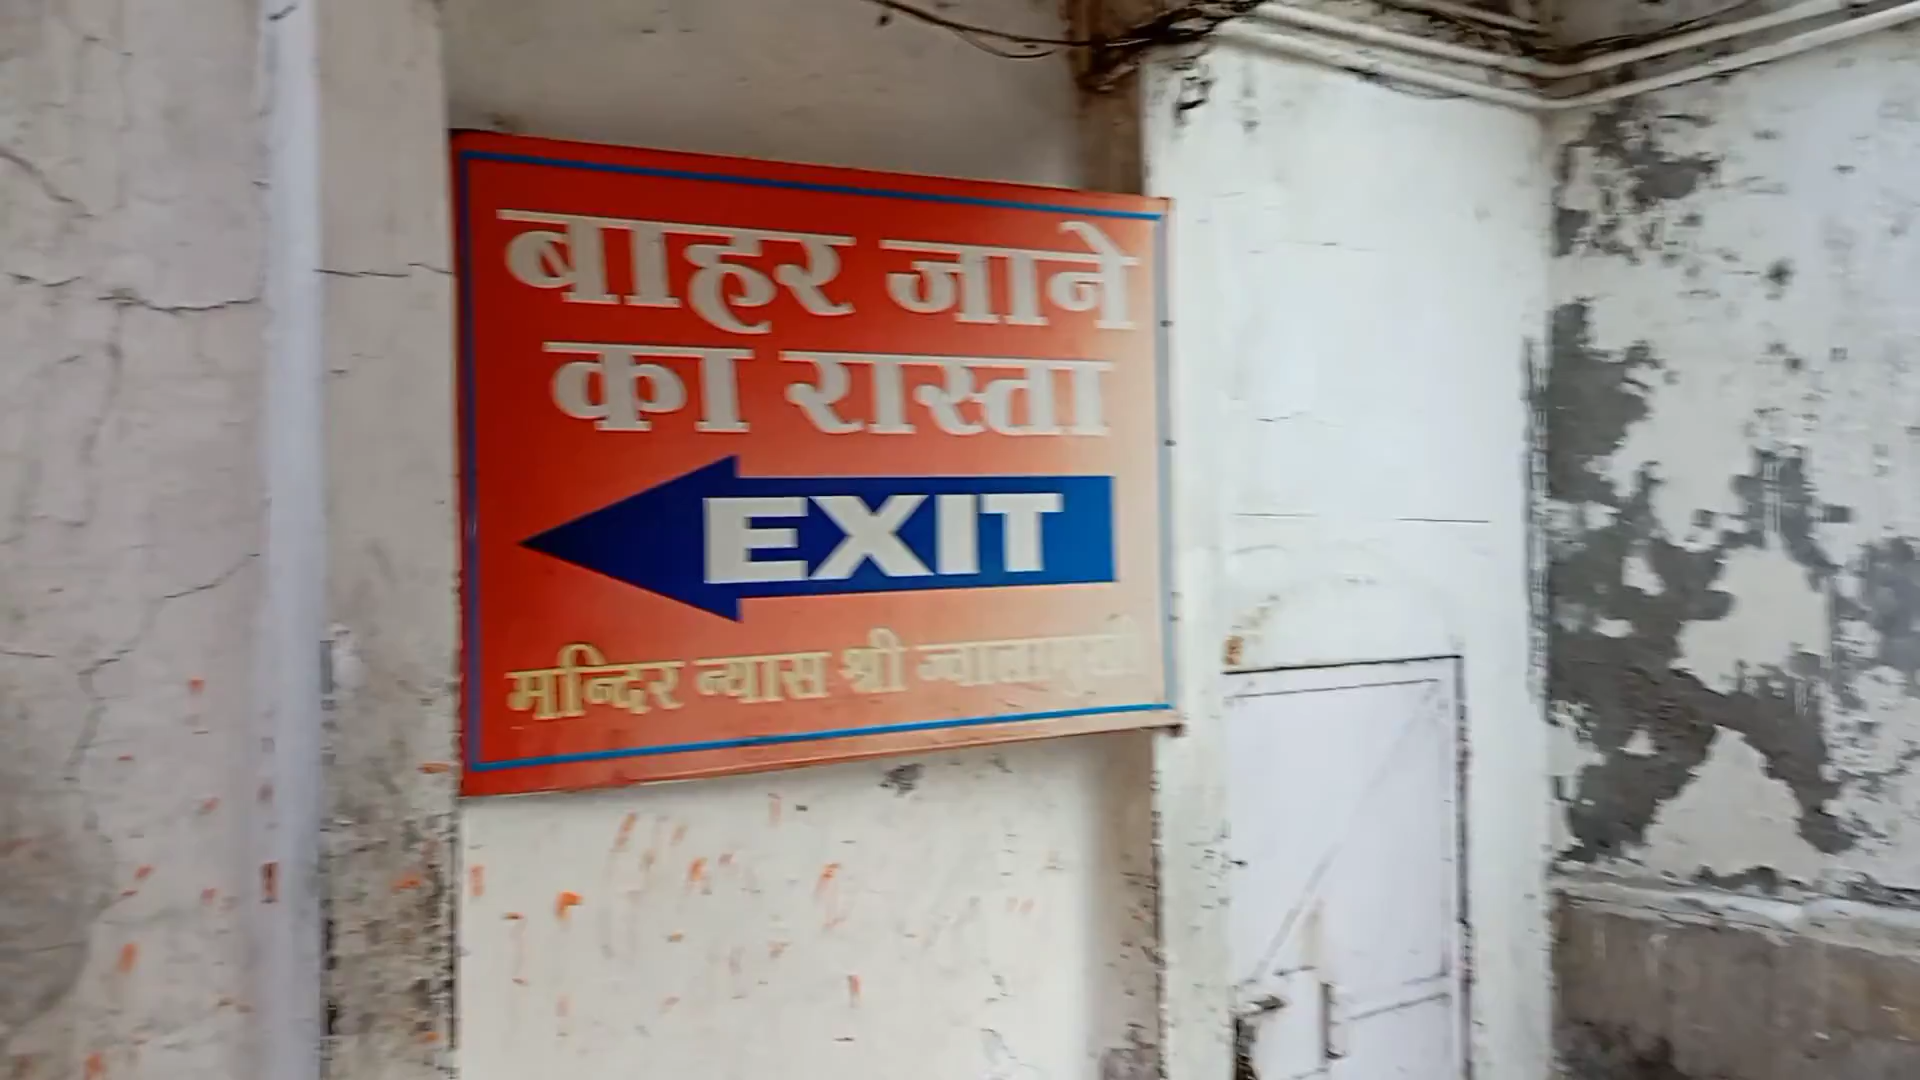 बाहर जाने
का रास्ता
EXIT
मन्दिर न्यास श्री ज्वालामुखी